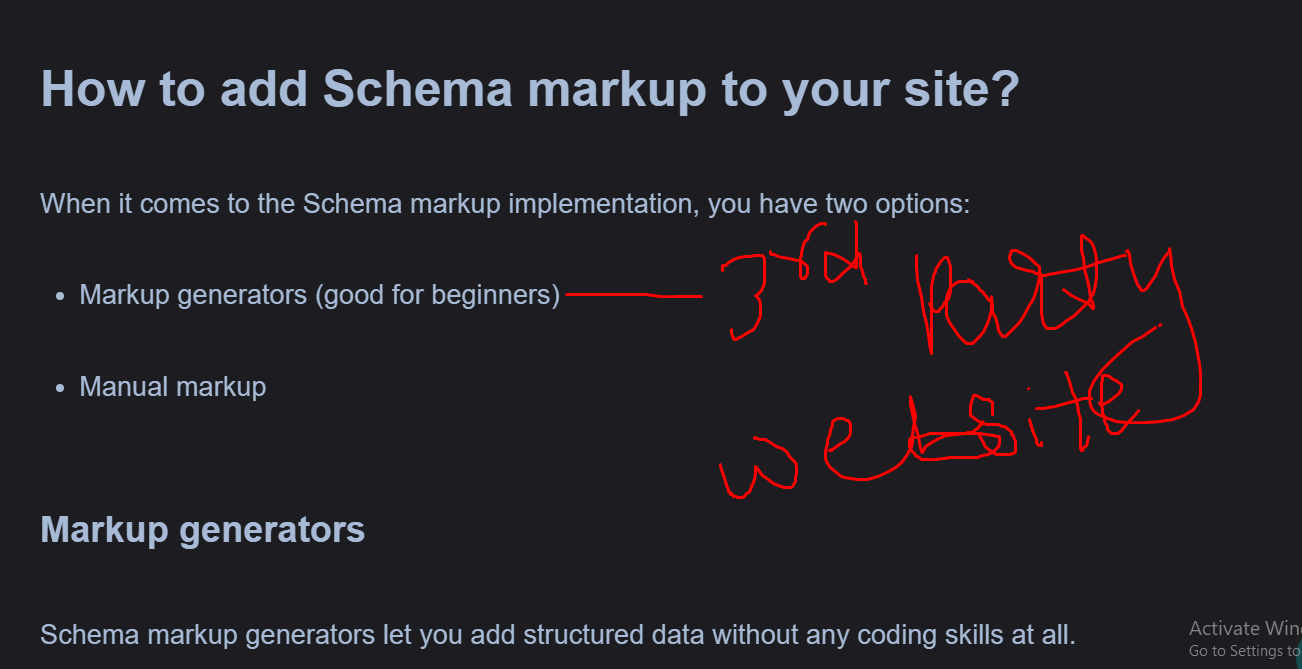 How to add Schema markup to your site?
When it comes to the Schema markup implementation, you have two options:
• Markup generators (good for beginners)
3rd party
website
• Manual markup
Markup generators
Schema markup generators let you add structured data without any coding skills at all.
Activate Win
Go to Settings to